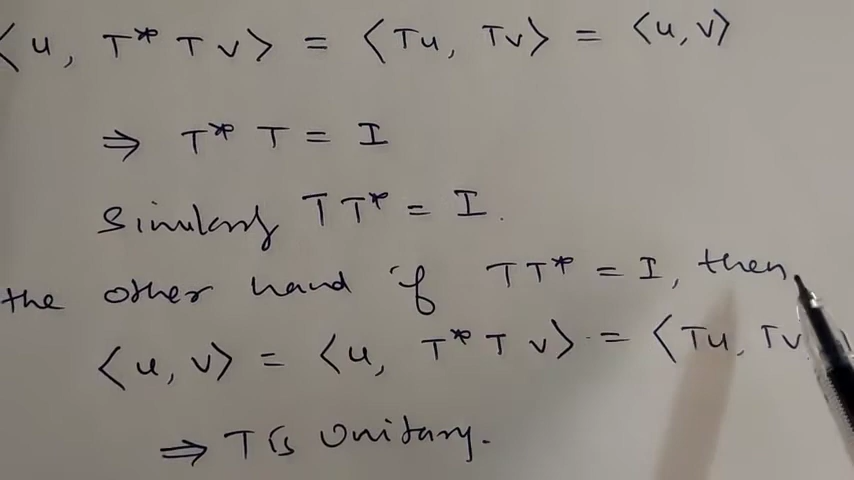 ⟨u, T* T v⟩ = ⟨Tu, Tv⟩ = ⟨u, v⟩
⇒ T* T = I
Similarly T T* = I.
the other hand if T T* = I, then
⟨u, v⟩ = ⟨u, T* T v⟩ = ⟨Tu, Tv
⇒ T is Unitary.